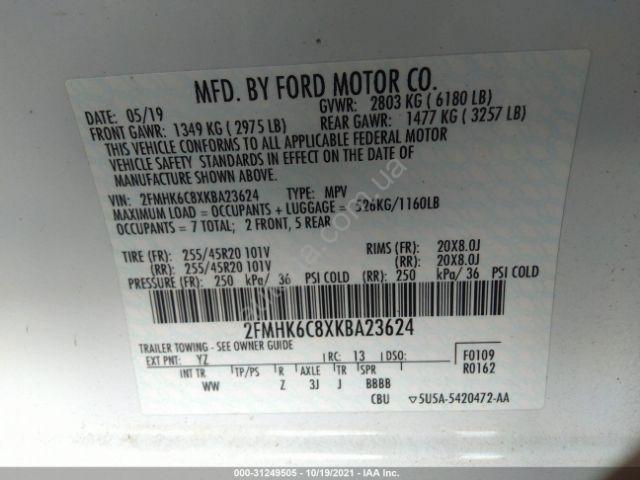 MFD. BY FORD MOTOR CO.
DATE: 05/19 GVWR: 2803 KG ( 6180 LB)
FRONT GAWR: 1349 KG ( 2975 LB) REAR GAWR: 1477 KG ( 3257 LB)
THIS VEHICLE CONFORMS TO ALL APPLICABLE FEDERAL MOTOR
VEHICLE SAFETY STANDARDS IN EFFECT ON THE DATE OF
MANUFACTURE SHOWN ABOVE.
VIN: 2FMHK6C8XKBA23624 TYPE: MPV
MAXIMUM LOAD = OCCUPANTS + LUGGAGE = 526KG/1160LB
OCCUPANTS = 7 TOTAL; 2 FRONT, 5 REAR
TIRE (FR): 255/45R20 101V RIMS (FR): 20X8.0J
(RR): 255/45R20 101V (RR): 20X8.0J
PRESSURE (FR): 250 kPa/ 36 PSI COLD (RR): 250 kPa/ 36 PSI COLD
2FMHK6C8XKBA23624
TRAILER TOWING - SEE OWNER GUIDE
EXT PNT: YZ RC: 13 DSO: F0109
INT TR TP/PS R AXLE TR SPR R0162
WW Z 3J J BBBB
CBU ▽5U5A-5420472-AA
000-31249505 - 10/19/2021 - IAA Inc.